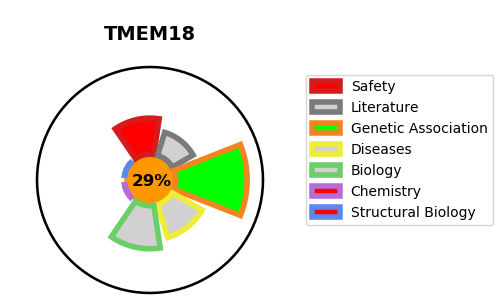 TMEM18
29%
Safety
Literature
Genetic Association
Diseases
Biology
Chemistry
Structural Biology